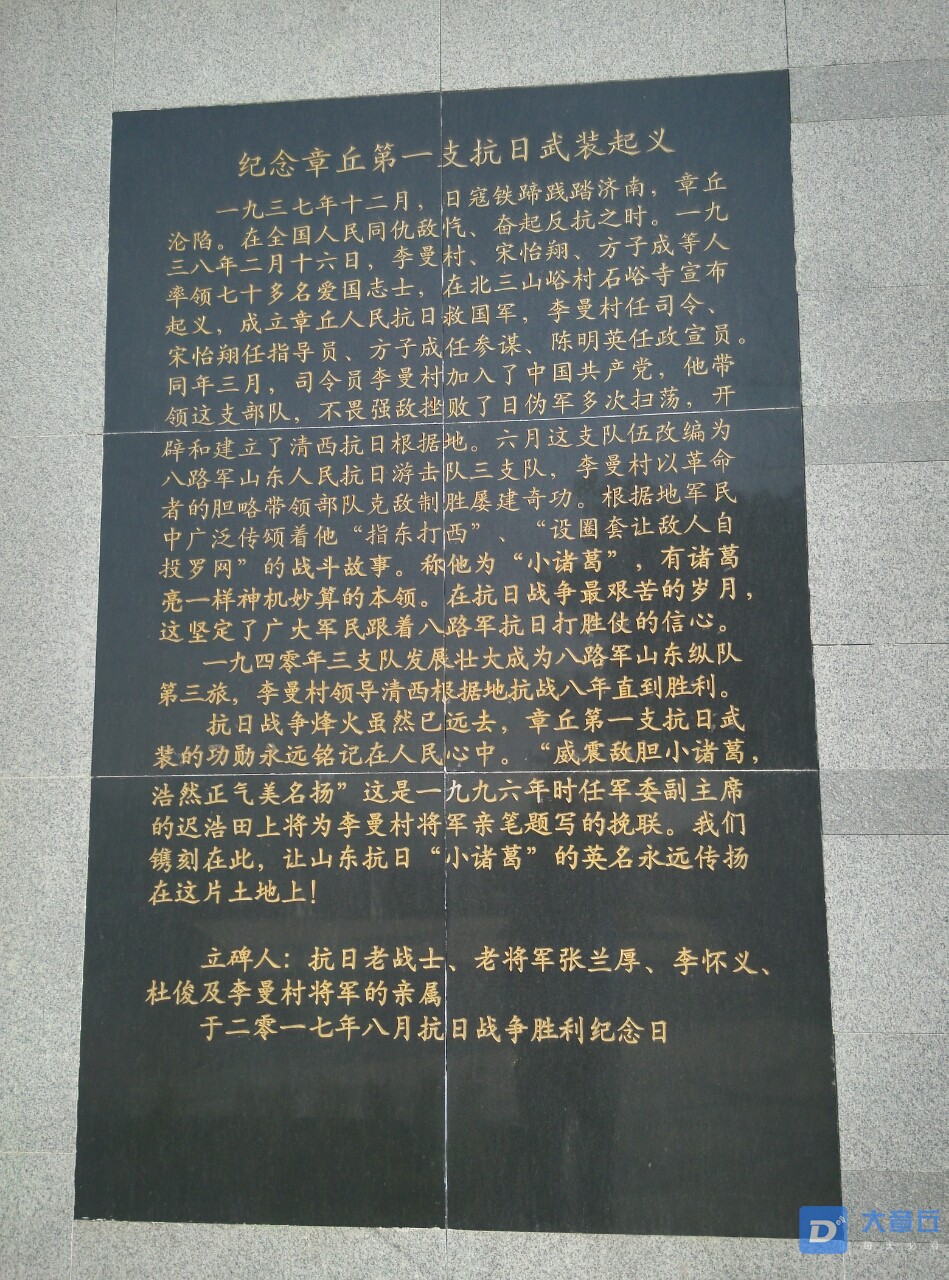 纪念章丘第一支抗日武装起义
一九三七年十二月，日寇铁蹄践踏济南，章丘
沦陷。在全国人民同仇敌忾、奋起反抗之时。一九
三八年二月十六日，李曼村、宋怡翔、方子成等人
率领七十多名爱国志士，在北三山峪村石峪寺宣布
起义，成立章丘人民抗日救国军，李曼村任司令、
宋怡翔任指导员、方子成任参谋、陈明英任政宣员。
同年三月，司令员李曼村加入了中国共产党，他带
领这支部队，不畏强敌挫败了日伪军多次扫荡，开
辟和建立了清西抗日根据地。六月这支队伍改编为
八路军山东人民抗日游击队三支队，李曼村以革命
者的胆略带领部队克敌制胜屡建奇功。根据地军民
中广泛传颂着他“指东打西”、“设圈套让敌人自
投罗网”的战斗故事。称他为“小诸葛”，有诸葛
亮一样神机妙算的本领。在抗日战争最艰苦的岁月，
这坚定了广大军民跟着八路军抗日打胜仗的信心。
一九四零年三支队发展壮大成为八路军山东纵队
第三旅，李曼村领导清西根据地抗战八年直到胜利。
抗日战争烽火虽然已远去，章丘第一支抗日武
装的功勋永远铭记在人民心中。“威震敌胆小诸葛，
浩然正气美名扬”这是一九九六年时任军委副主席
的迟浩田上将为李曼村将军亲笔题写的挽联。我们
镌刻在此，让山东抗日“小诸葛”的英名永远传扬
在这片土地上！
立碑人：抗日老战士、老将军张兰厚、李怀义、
杜俊及李曼村将军的亲属
于二零一七年八月抗日战争胜利纪念日
大章丘